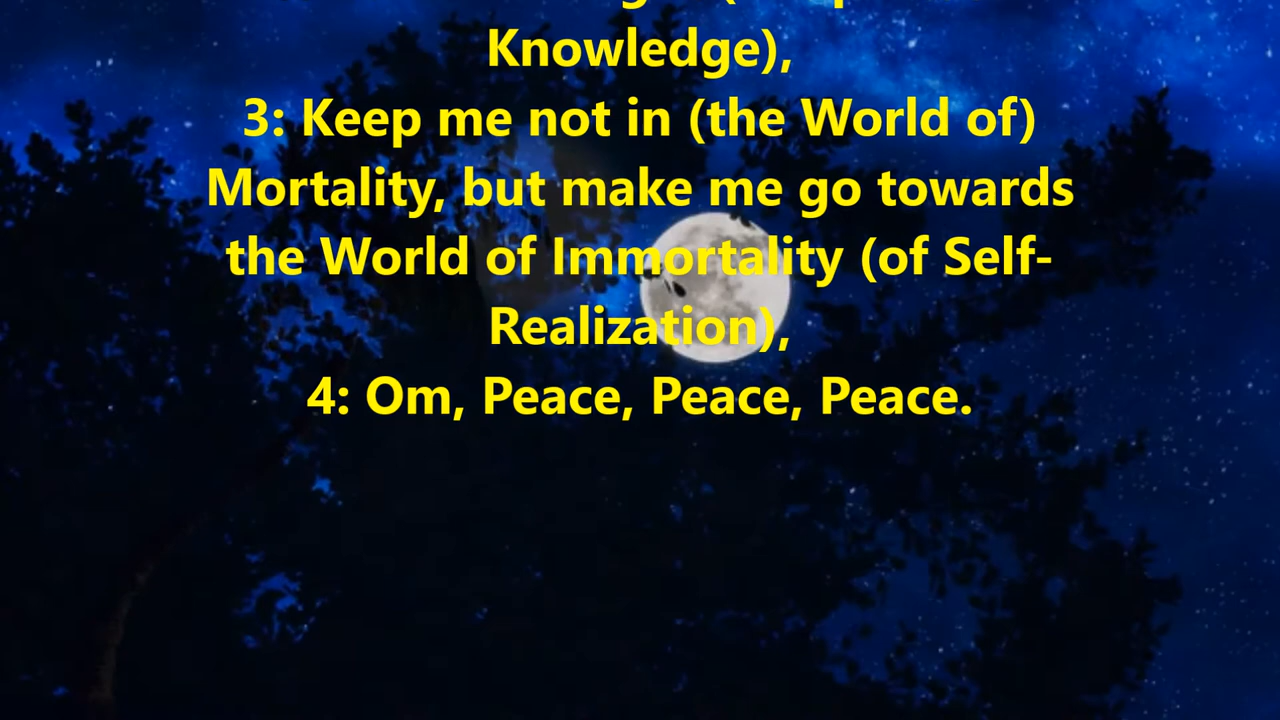 Knowledge),
3: Keep me not in (the World of)
Mortality, but make me go towards
the World of Immortality (of Self-
Realization),
4: Om, Peace, Peace, Peace.